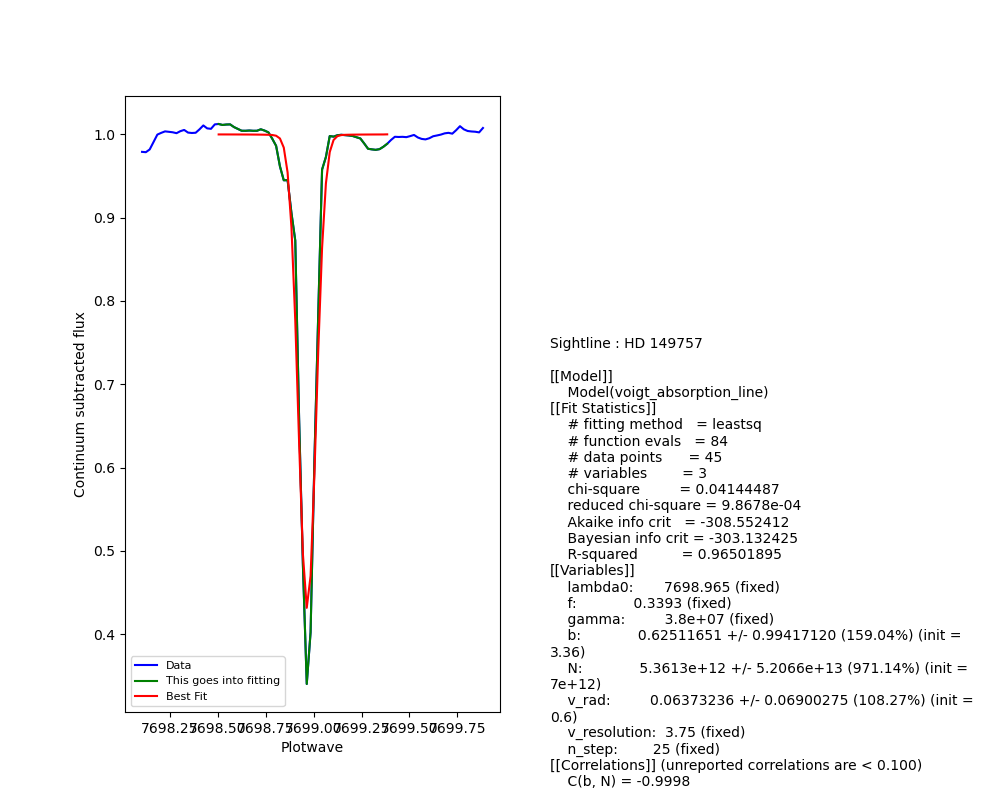 1.0
0.9
0.8
0.7
0.6
0.5
0.4
Continuum subtracted flux
Data
This goes into fitting
Best Fit
7698.25 7698.50 7698.75 7699.00 7699.25 7699.50 7699.75
Plotwave
Sightline : HD 149757
[[Model]]
Model(voigt_absorption_line)
[[Fit Statistics]]
# fitting method = leastsq
# function evals = 84
# data points = 45
# variables = 3
chi-square = 0.04144487
reduced chi-square = 9.8678e-04
Akaike info crit = -308.552412
Bayesian info crit = -303.132425
R-squared = 0.96501895
[[Variables]]
lambda0: 7698.965 (fixed)
f: 0.3393 (fixed)
gamma: 3.8e+07 (fixed)
b: 0.62511651 +/- 0.99417120 (159.04%) (init =
3.36)
N: 5.3613e+12 +/- 5.2066e+13 (971.14%) (init =
7e+12)
v_rad: 0.06373236 +/- 0.06900275 (108.27%) (init =
0.6)
v_resolution: 3.75 (fixed)
n_step: 25 (fixed)
[[Correlations]] (unreported correlations are < 0.100)
C(b, N) = -0.9998